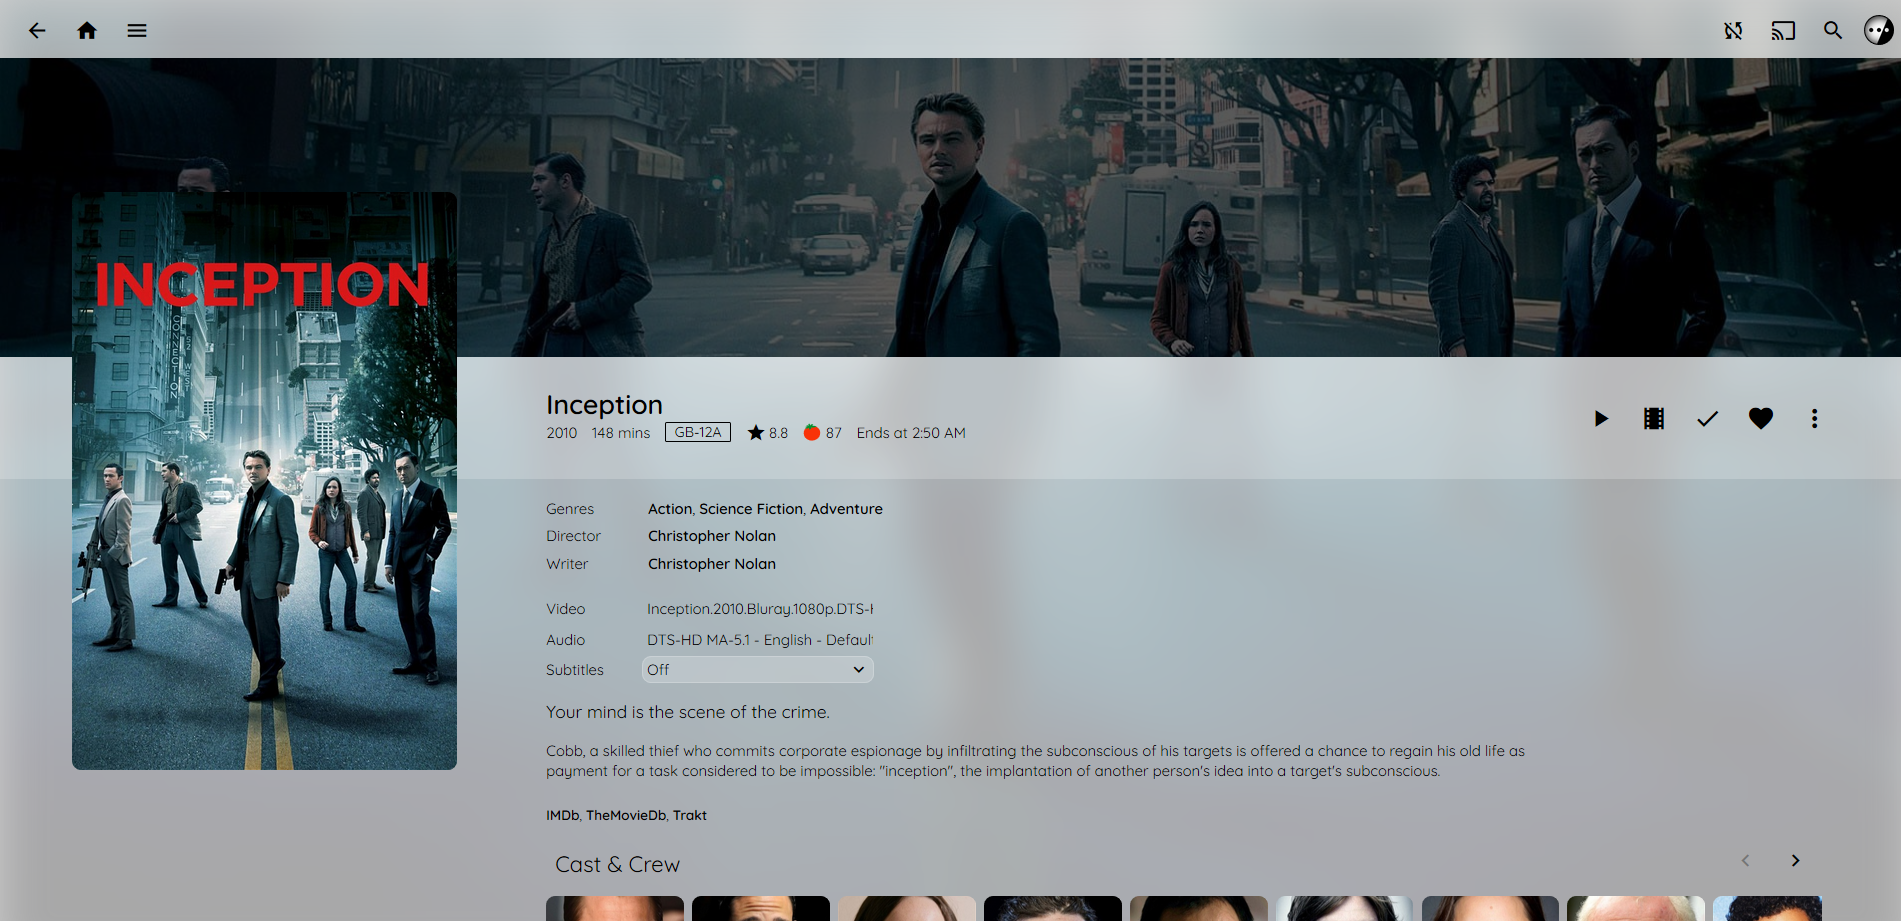 INCEPTION
CONNECTION
Inception
2010 148 mins GB-12A 8.8 87 Ends at 2:50 AM
Genres Action, Science Fiction, Adventure
Director Christopher Nolan
Writer Christopher Nolan
Video Inception.2010.Bluray.1080p.DTS-H
Audio DTS-HD MA-5.1 - English - Default
Subtitles Off
Your mind is the scene of the crime.
Cobb, a skilled thief who commits corporate espionage by infiltrating the subconscious of his targets is offered a chance to regain his old life as
payment for a task considered to be impossible: "inception", the implantation of another person's idea into a target's subconscious.
IMDb, TheMovieDb, Trakt
Cast & Crew